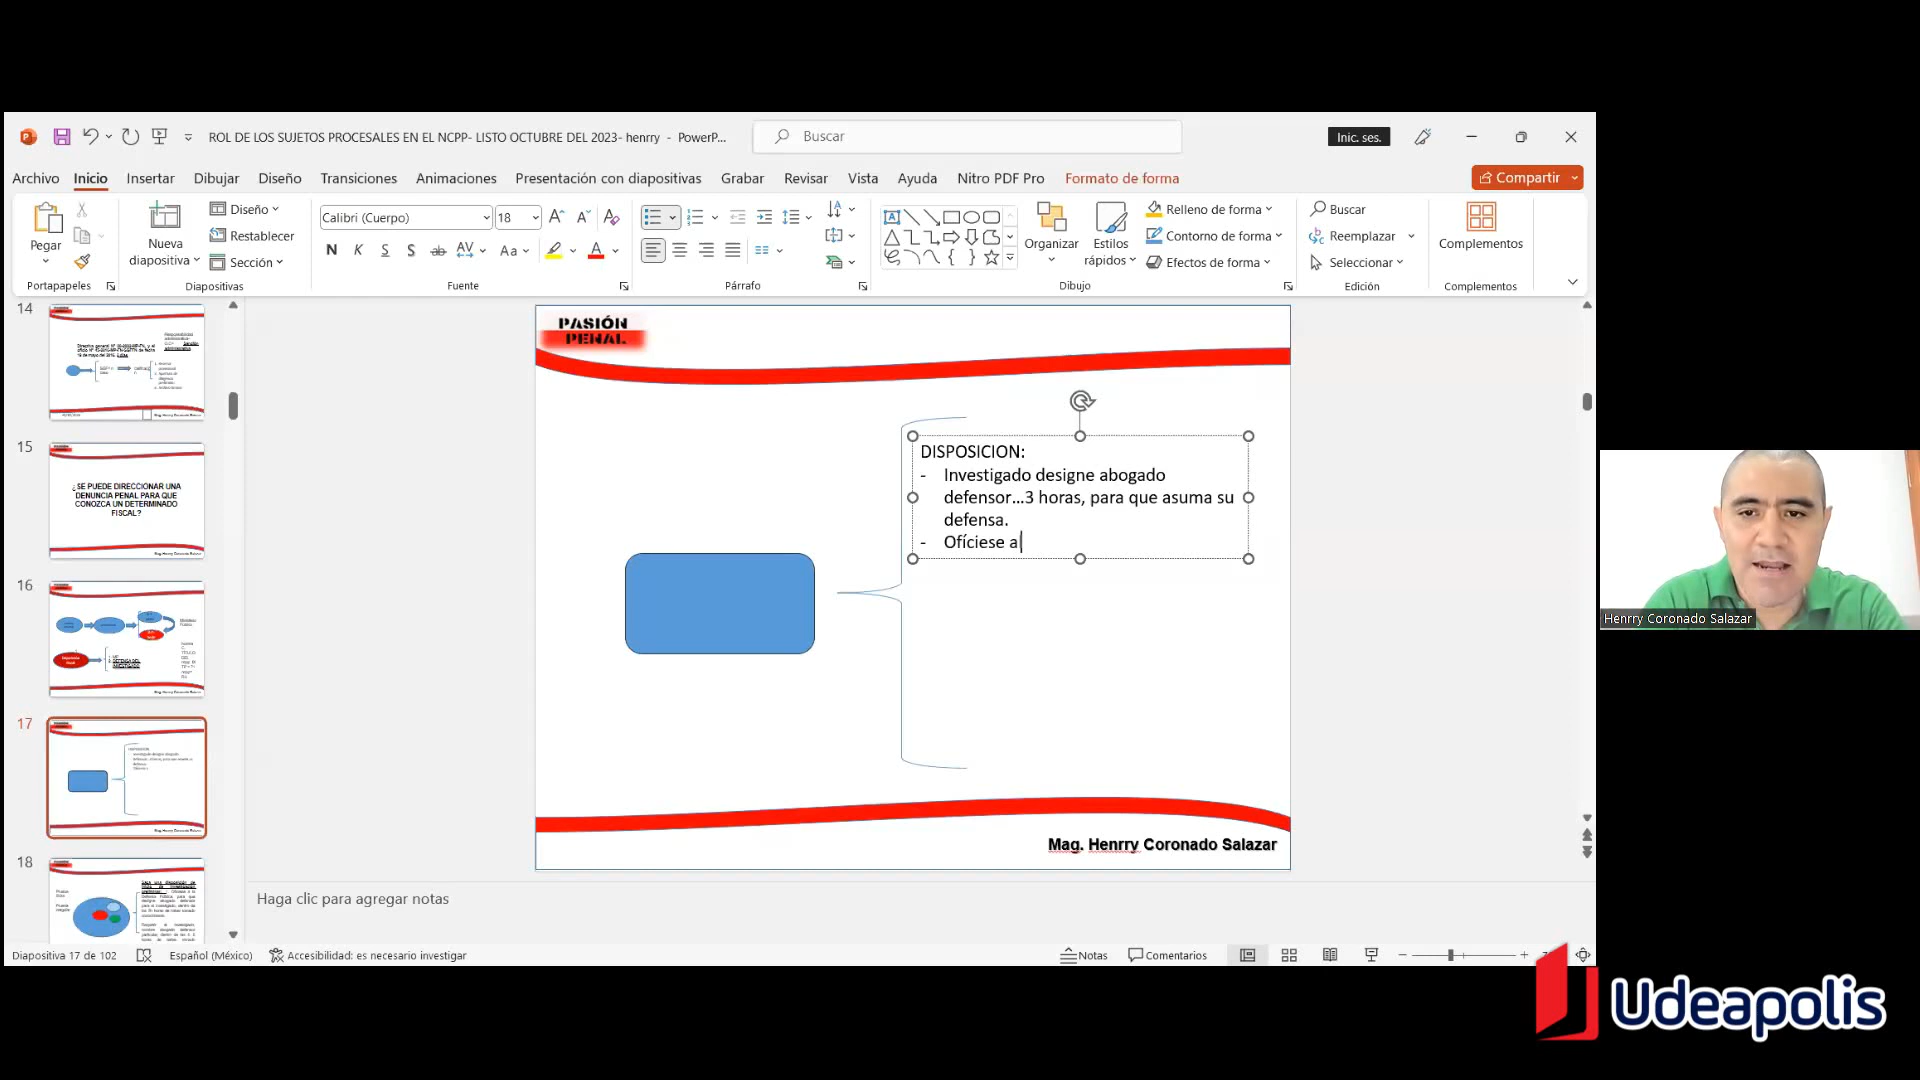 ROL DE LOS SUJETOS PROCESALES EN EL NCPP- LISTO OCTUBRE DEL 2023- henrry - PowerP...
Buscar
Inic. ses.
Archivo Inicio Insertar Dibujar Diseño Transiciones Animaciones Presentación con diapositivas Grabar Revisar Vista Ayuda Nitro PDF Pro Formato de forma
Compartir
Pegar
Portapapeles
Nueva diapositiva
Diseño
Restablecer
Sección
Diapositivas
Calibri (Cuerpo) 18
N K S S ab AV Aa A
Fuente
Párrafo
Organizar
Estilos rápidos
Relleno de forma
Contorno de forma
Efectos de forma
Dibujo
Buscar
Reemplazar
Seleccionar
Edición
Complementos
Complementos
14
15
¿SE PUEDE DIRECCIONAR UNA
DENUNCIA PENAL PARA QUE
CONOZCA UN DETERMINADO
FISCAL?
16
17
18
PASIÓN
PENAL
DISPOSICION:
- Investigado designe abogado
defensor...3 horas, para que asuma su
defensa.
- Ofíciese a
Mag. Henrry Coronado Salazar
Haga clic para agregar notas
Diapositiva 17 de 102
Español (México)
Accesibilidad: es necesario investigar
Notas
Comentarios
Henrry Coronado Salazar
Udeapolis